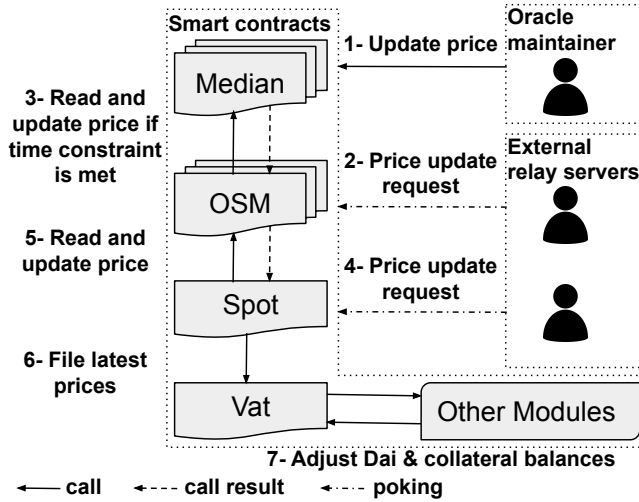 Smart contracts
Oracle
maintainer
1- Update price
Median
3- Read and
update price if
time constraint
is met
External
relay servers
2- Price update
request
OSM
5- Read and
update price
4- Price update
request
Spot
6- File latest
prices
Vat
Other Modules
7- Adjust Dai & collateral balances
call
call result
poking